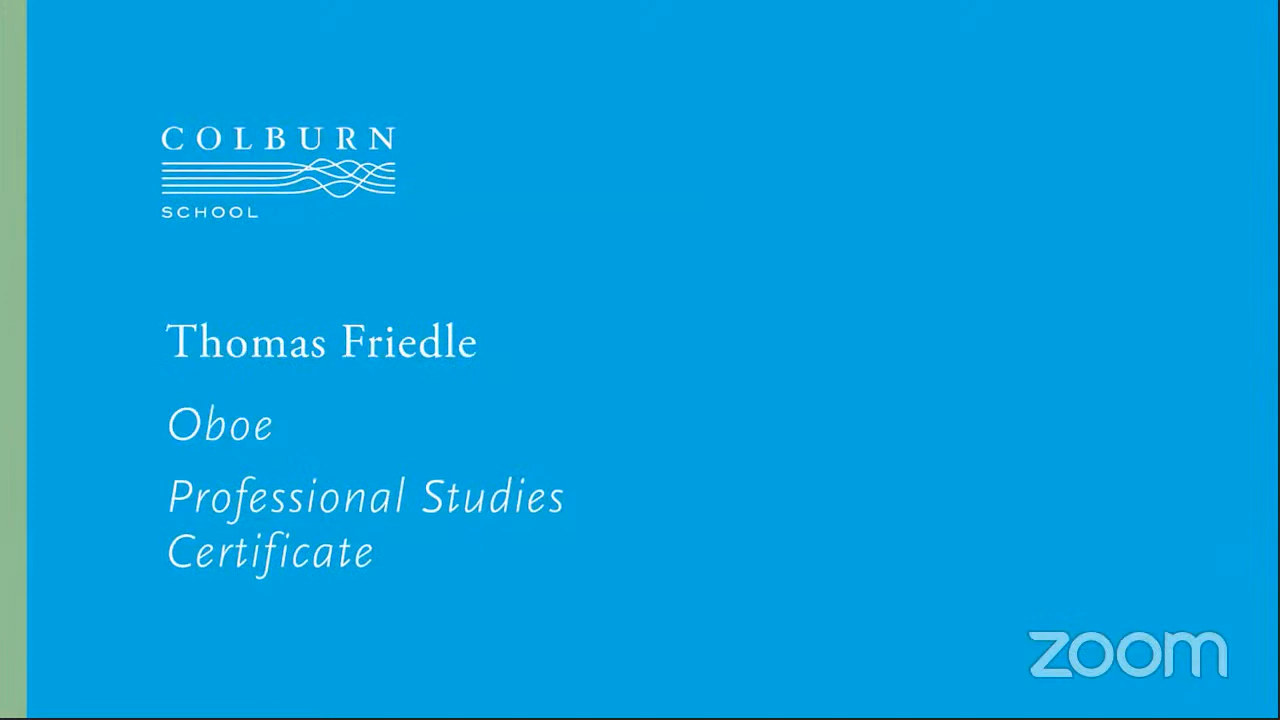 COLBURN
SCHOOL
Thomas Friedle
Oboe
Professional Studies
Certificate
zoom